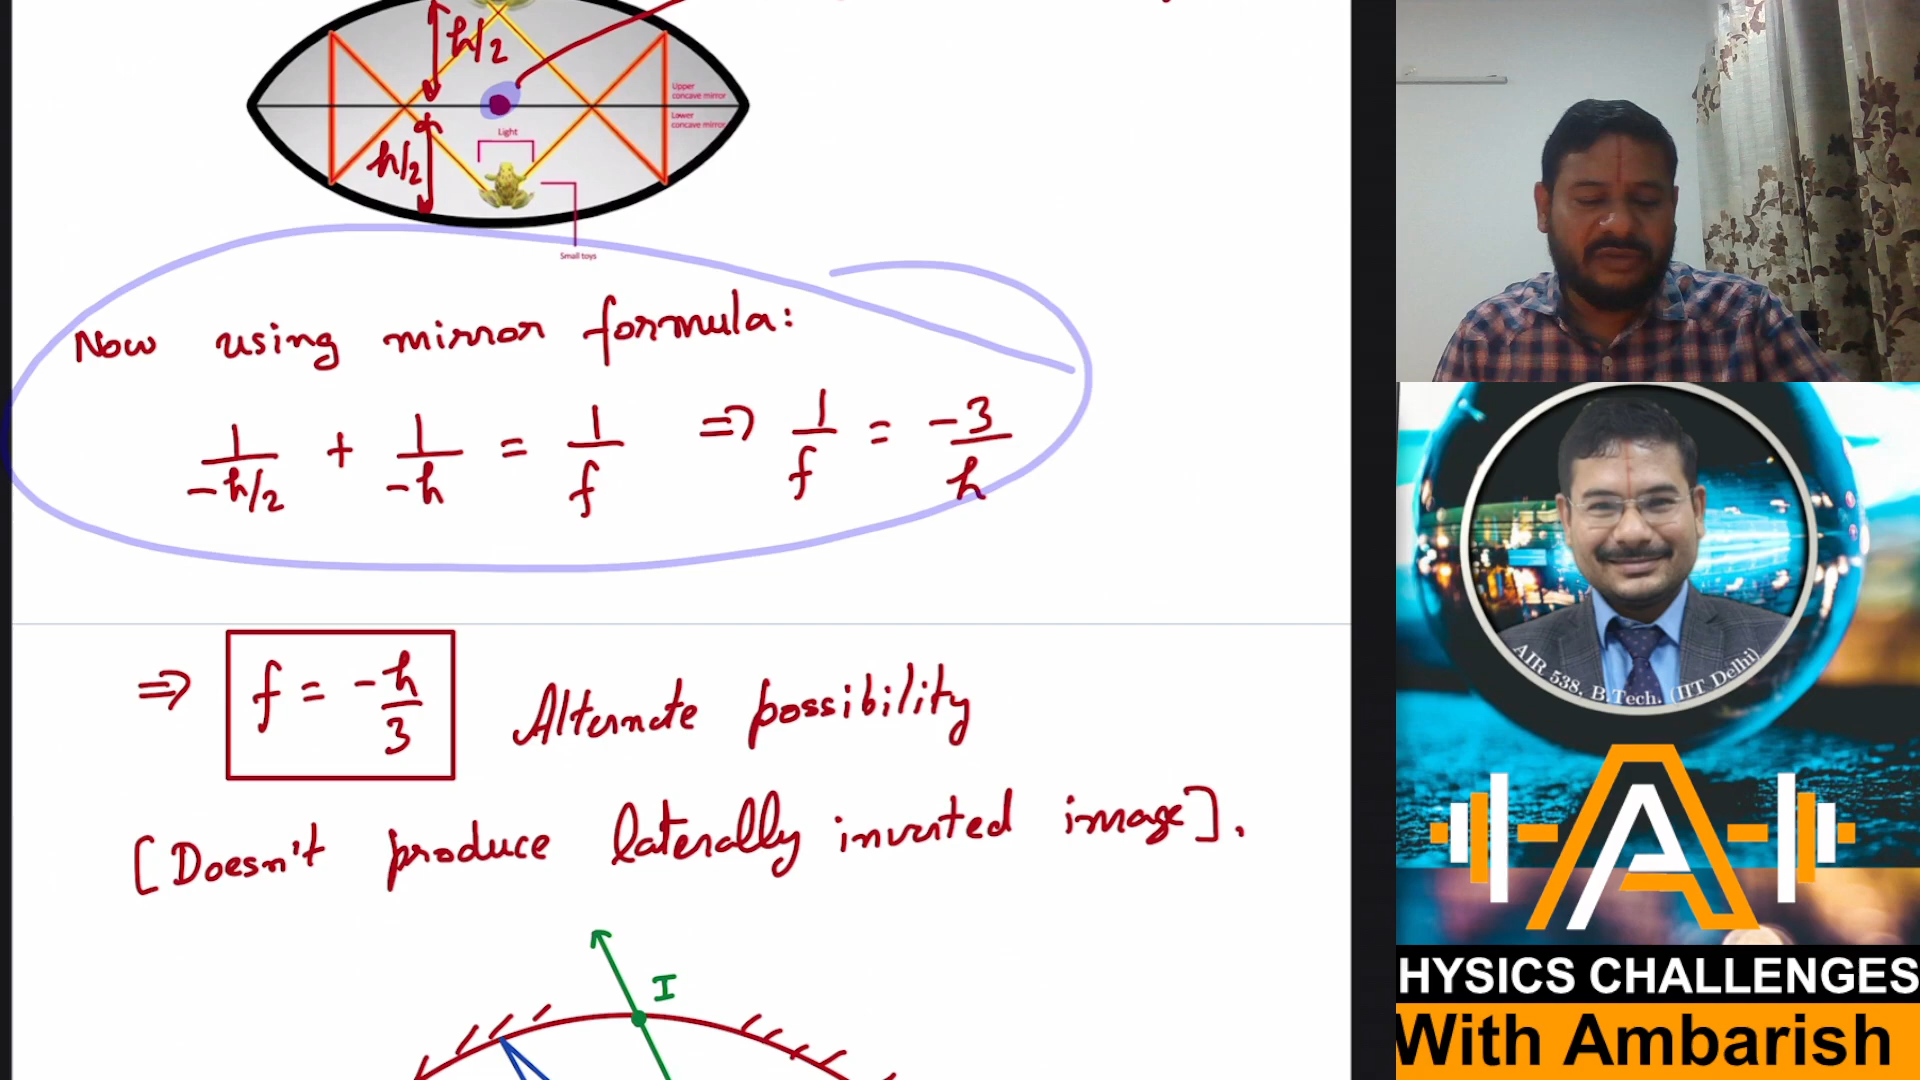 h/2
Upper
concave mirror
Lower
concave mirror
Light
h/2
Small toys
Now using mirror formula:
1/-h/2 + 1/-h = 1/f => 1/f = -3/h
=> f = -h/3 Alternate possibility
[Doesn't produce laterally inverted image].
I
AIR 538, B.Tech. (IIT Delhi)
A
HYSICS CHALLENGES
With Ambarish